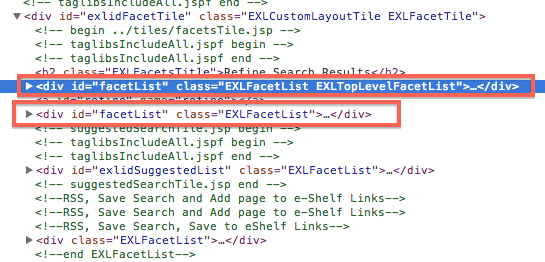 <!-- taglibsIncludeAll.jspf end -->
▼<div id="exlidFacetTile" class="EXLCustomLayoutTile EXLFacetTile">
<!-- begin ../tiles/facetsTile.jsp -->
<!-- taglibsIncludeAll.jspf begin -->
<!-- taglibsIncludeAll.jspf end -->
<h2 class="EXLFacetsTitle">Refine Search Results</h2>
▶<div id="facetList" class="EXLFacetList EXLTopLevelFacetList">…</div>
<a id="refine" name="refine"></a>
▶<div id="facetList" class="EXLFacetList">…</div>
<!-- suggestedSearchTile.jsp begin -->
<!-- taglibsIncludeAll.jspf begin -->
<!-- taglibsIncludeAll.jspf end -->
▶<div id="exlidSuggestedList" class="EXLFacetList">…</div>
<!-- suggestedSearchTile.jsp end -->
<!--RSS, Save Search and Add page to e-Shelf Links-->
<!--RSS, Save Search and Add page to e-Shelf Links-->
<!--RSS, Save Search, Save to eShelf Links-->
▶<div class="EXLFacetList">…</div>
<!--end EXLFacetList-->